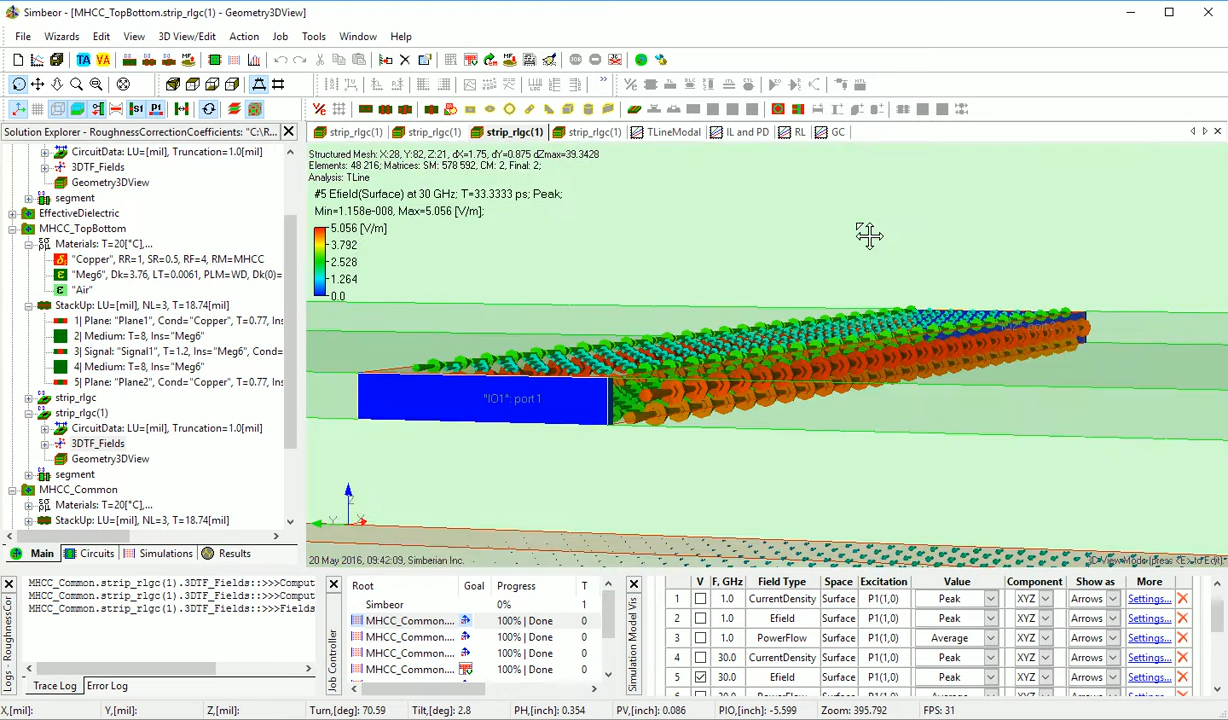 Simbeor - [MHCC_TopBottom.strip_rlgc(1) - Geometry3DView]
File Wizards Edit View 3D View/Edit Action Job Tools Window Help
Solution Explorer - RoughnessCorrectionCoefficients: "C:\R...
strip_rlgc(1) strip_rlgc(1) strip_rlgc(1) strip_rlgc(1) TLineModal IL and PD RL GC
CircuitData: LU=[mil], Truncation=1.0[mil]
3DTF_Fields
Geometry3DView
segment
EffectiveDielectric
MHCC_TopBottom
Materials: T=20[°C],...
"Copper", RR=1, SR=0.5, RF=4, RM=MHCC
"Meg6", Dk=3.76, LT=0.0061, PLM=WD, Dk(0)=
"Air"
StackUp: LU=[mil], NL=3, T=18.74[mil]
1| Plane: "Plane1", Cond="Copper", T=0.77, Ins
2| Medium: T=8, Ins="Meg6"
3| Signal: "Signal1", T=1.2, Ins="Meg6", Cond=
4| Medium: T=8, Ins="Meg6"
5| Plane: "Plane2", Cond="Copper", T=0.77, Ins
strip_rlgc
strip_rlgc(1)
CircuitData: LU=[mil], Truncation=1.0[mil]
3DTF_Fields
Geometry3DView
segment
MHCC_Common
Materials: T=20[°C],...
StackUp: LU=[mil], NL=3, T=18.74[mil]
Main Circuits Simulations Results
Structured Mesh: X:28, Y:82, Z:21, dX=1.75, dY=0.875 dZmax=39.3428
Elements: 48 216; Matrices: SM: 578 592, CM: 2, Final: 2;
Analysis: TLine
#5 Efield(Surface) at 30 GHz; T=33.3333 ps; Peak;
Min=1.158e-008, Max=5.056 [V/m];
5.056 [V/m]
3.792
2.528
1.264
0.0
"IO1": port 1
Z
Y X
20 May 2016, 09:42:09, Simberian Inc.
3D View Mode (press <E> to Edit)
Logs - RoughnessCor
MHCC_Common.strip_rlgc(1).3DTF_Fields::>>>Comput
MHCC_Common.strip_rlgc(1).3DTF_Fields::>>>Comput
MHCC_Common.strip_rlgc(1).3DTF_Fields::>>>Fields
Trace Log Error Log
Job Controller
Root Goal Progress T
Simbeor 0% 1
MHCC_Common.... 100% | Done 0
MHCC_Common.... 100% | Done 0
MHCC_Common.... 100% | Done 0
MHCC_Common.... 100% | Done 0
Simulation Model Vis
V F, GHz Field Type Space Excitation Value Component Show as More
1 1.0 CurrentDensity Surface P1(1,0) Peak XYZ Arrows Settings...
2 1.0 Efield Surface P1(1,0) Peak XYZ Arrows Settings...
3 1.0 PowerFlow Surface P1(1,0) Average XYZ Arrows Settings...
4 30.0 CurrentDensity Surface P1(1,0) Peak XYZ Arrows Settings...
5 30.0 Efield Surface P1(1,0) Peak XYZ Arrows Settings...
X,[mil]: Y,[mil]: Z,[mil]: Turn,[deg]: 70.59 Tilt,[deg]: 2.8 PH,[inch]: 0.354 PV,[inch]: 0.086 PIO,[inch]: -5.599 Zoom: 395.792 FPS: 31